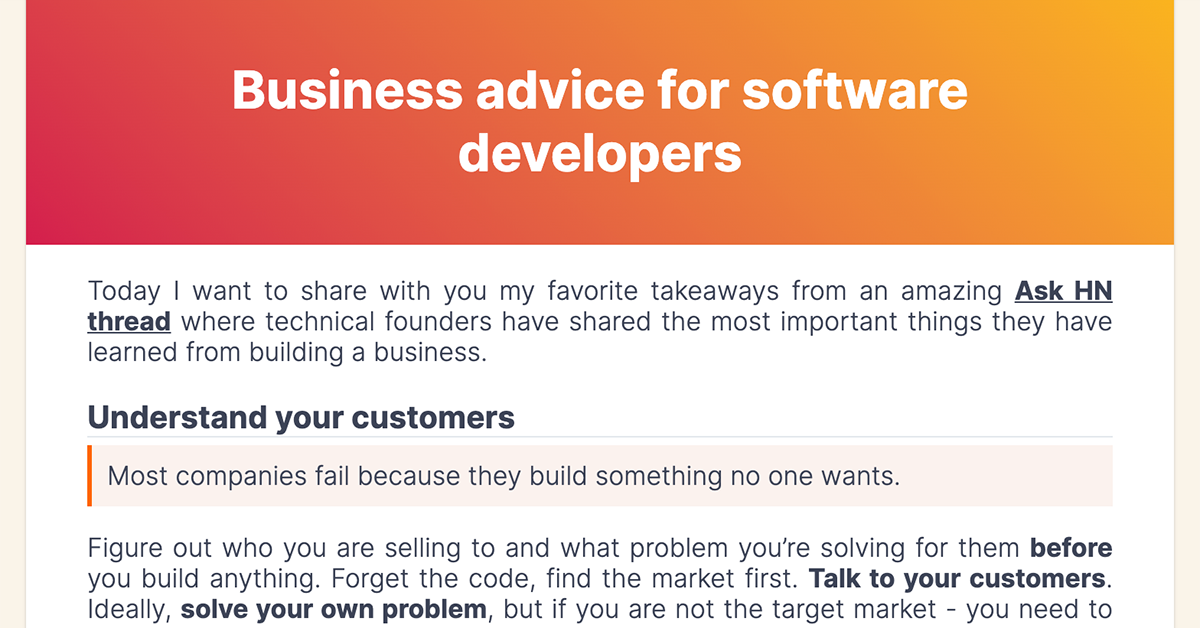 Business advice for software
developers
Today I want to share with you my favorite takeaways from an amazing Ask HN
thread where technical founders have shared the most important things they have
learned from building a business.
Understand your customers
Most companies fail because they build something no one wants.
Figure out who you are selling to and what problem you’re solving for them before
you build anything. Forget the code, find the market first. Talk to your customers.
Ideally, solve your own problem, but if you are not the target market - you need to